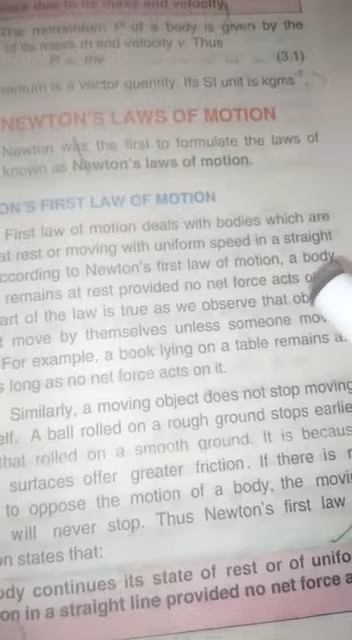 due to its mass and velocity
The momentum P of a body is given by the
of its mass m and velocity v. Thus
P = mv (3.1)
is a vector quantity. Its SI unit is kgms⁻¹.
NEWTON'S LAWS OF MOTION
Newton was the first to formulate the laws of
known as Newton's laws of motion.
ON'S FIRST LAW OF MOTION
First law of motion deals with bodies which are
at rest or moving with uniform speed in a straight
ccording to Newton's first law of motion, a body
remains at rest provided no net force acts o
art of the law is true as we observe that ob
move by themselves unless someone mov
For example, a book lying on a table remains a
s long as no net force acts on it.
Similarly, a moving object does not stop moving
elf. A ball rolled on a rough ground stops earlie
that rolled on a smooth ground. It is becaus
surfaces offer greater friction. If there is
to oppose the motion of a body, the movi
will never stop. Thus Newton's first law
on states that:
ody continues its state of rest or of unifo
on in a straight line provided no net force a